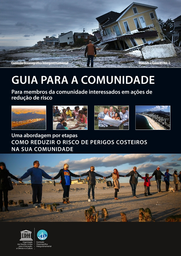 GUIA PARA A COMUNIDADE
Para membros da comunidade interessados em ações de
redução de risco
Uma abordagem por etapas
COMO REDUZIR O RISCO DE PERIGOS COSTEIROS
NA SUA COMUNIDADE